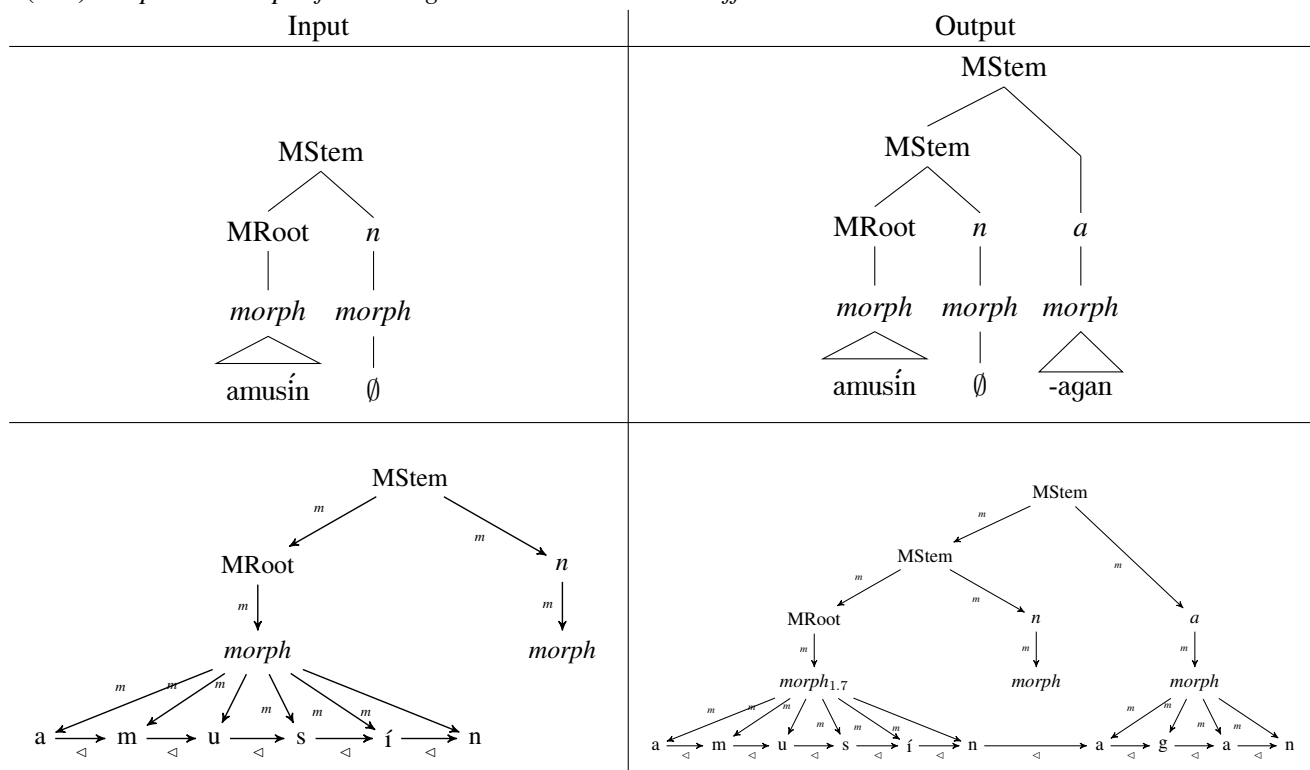 Input
Output
MStem
MRoot n
morph morph
amusín ∅
MStem
MStem
MRoot n a
morph morph morph
amusín ∅ -agan
MStem
m m
MRoot n
m m
morph morph
m m m m m m
a m u s í n
◁ ◁ ◁ ◁ ◁
MStem
m
MStem m
m m
MRoot n a
m m m
morph1.7 morph morph
m m m m m m m m m m
a m u s í n a g a n
◁ ◁ ◁ ◁ ◁ ◁ ◁ ◁ ◁